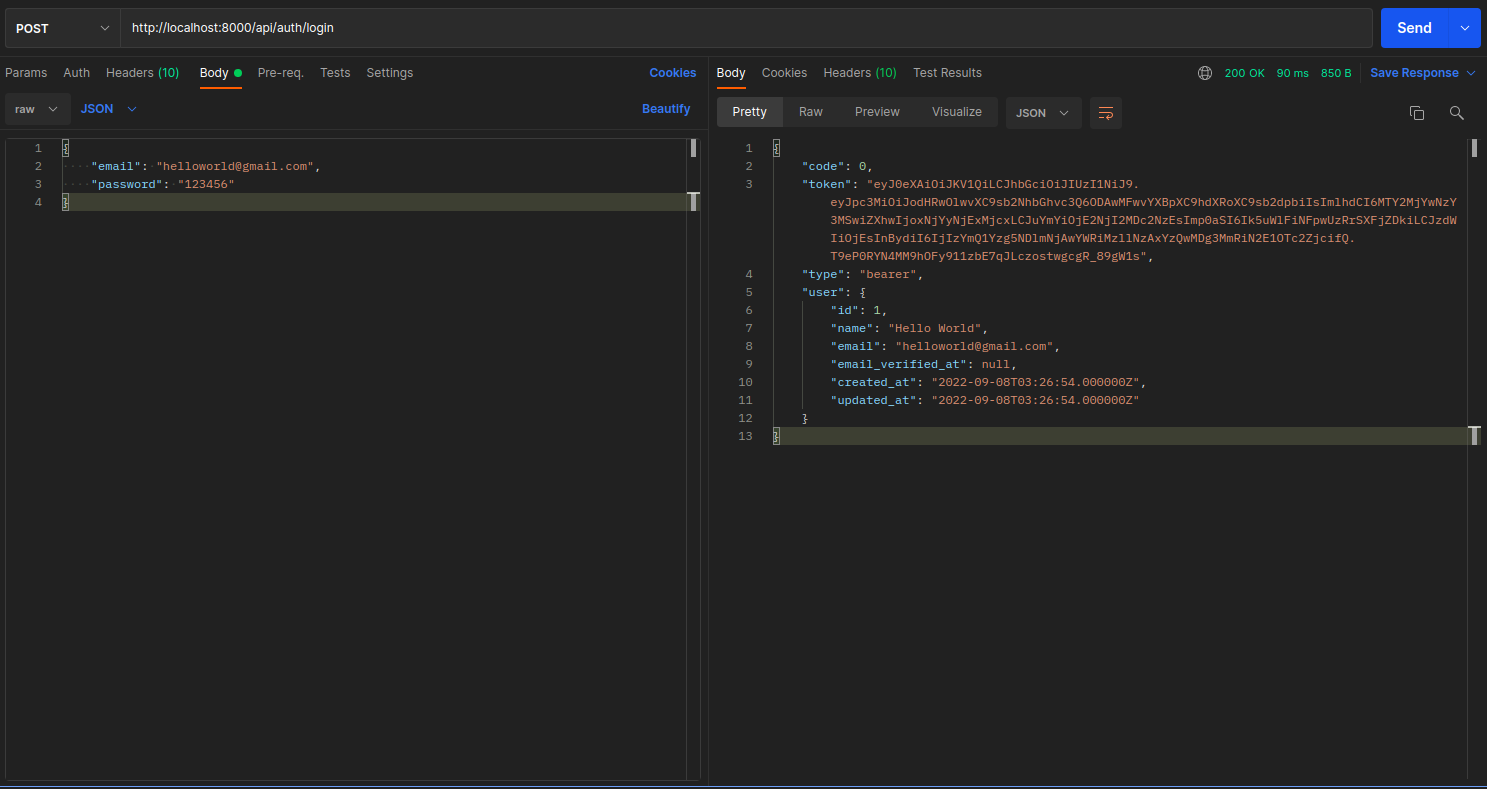 POST http://localhost:8000/api/auth/login Send
Params Auth Headers (10) Body Pre-req. Tests Settings Cookies
raw JSON Beautify
1 {
2 "email": "helloworld@gmail.com",
3 "password": "123456"
4 }
Body Cookies Headers (10) Test Results 200 OK 90 ms 850 B Save Response
Pretty Raw Preview Visualize JSON
1 {
2 "code": 0,
3 "token": "eyJ0eXAiOiJKV1QiLCJhbGciOiJIUzI1NiJ9.
eyJpc3MiOiJodHRwOlwvXC9sb2NhbGhvc3Q6ODAwMFwvYXBpXC9hdXRoXC9sb2dpbiIsImlhdCI6MTY2MjYwNzY
3MSwiZXhwIjoxNjYyNjExMjcxLCJuYmYiOjE2NjI2MDc2NzEsImp0aSI6Ik5uWlFiNFpwUzRrSXFjZDkiLCJzdW
IiOjEsInBydiI6IjIzYmQ1Yzg5NDlmNjAwYWRiMzllNzAxYzQwMDg3MmRiN2E1OTc2ZjcifQ.
T9eP0RYN4MM9hOFy911zbE7qJLczostwgcgR_89gW1s",
4 "type": "bearer",
5 "user": {
6 "id": 1,
7 "name": "Hello World",
8 "email": "helloworld@gmail.com",
9 "email_verified_at": null,
10 "created_at": "2022-09-08T03:26:54.000000Z",
11 "updated_at": "2022-09-08T03:26:54.000000Z"
12 }
13 }